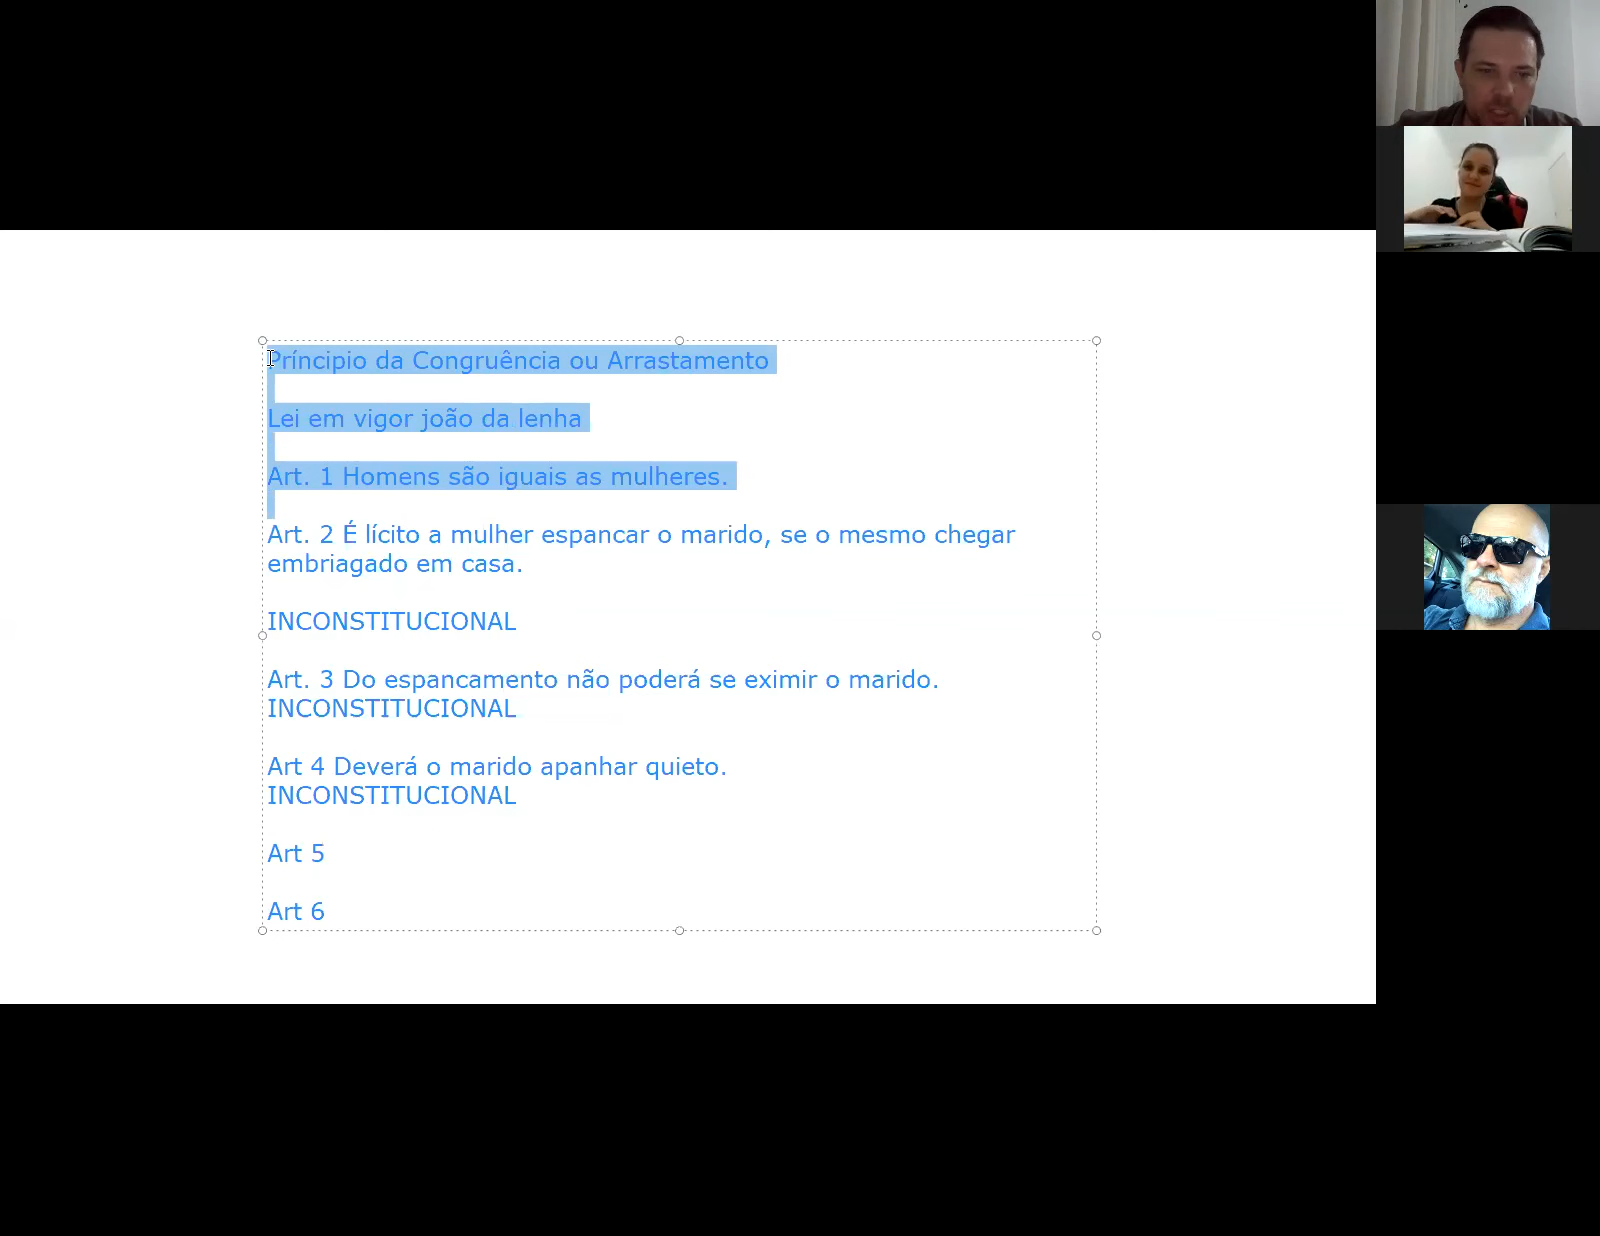 Príncipio da Congruência ou Arrastamento
Lei em vigor joão da lenha
Art. 1 Homens são iguais as mulheres.
Art. 2 É lícito a mulher espancar o marido, se o mesmo chegar
embriagado em casa.
INCONSTITUCIONAL
Art. 3 Do espancamento não poderá se eximir o marido.
INCONSTITUCIONAL
Art 4 Deverá o marido apanhar quieto.
INCONSTITUCIONAL
Art 5
Art 6